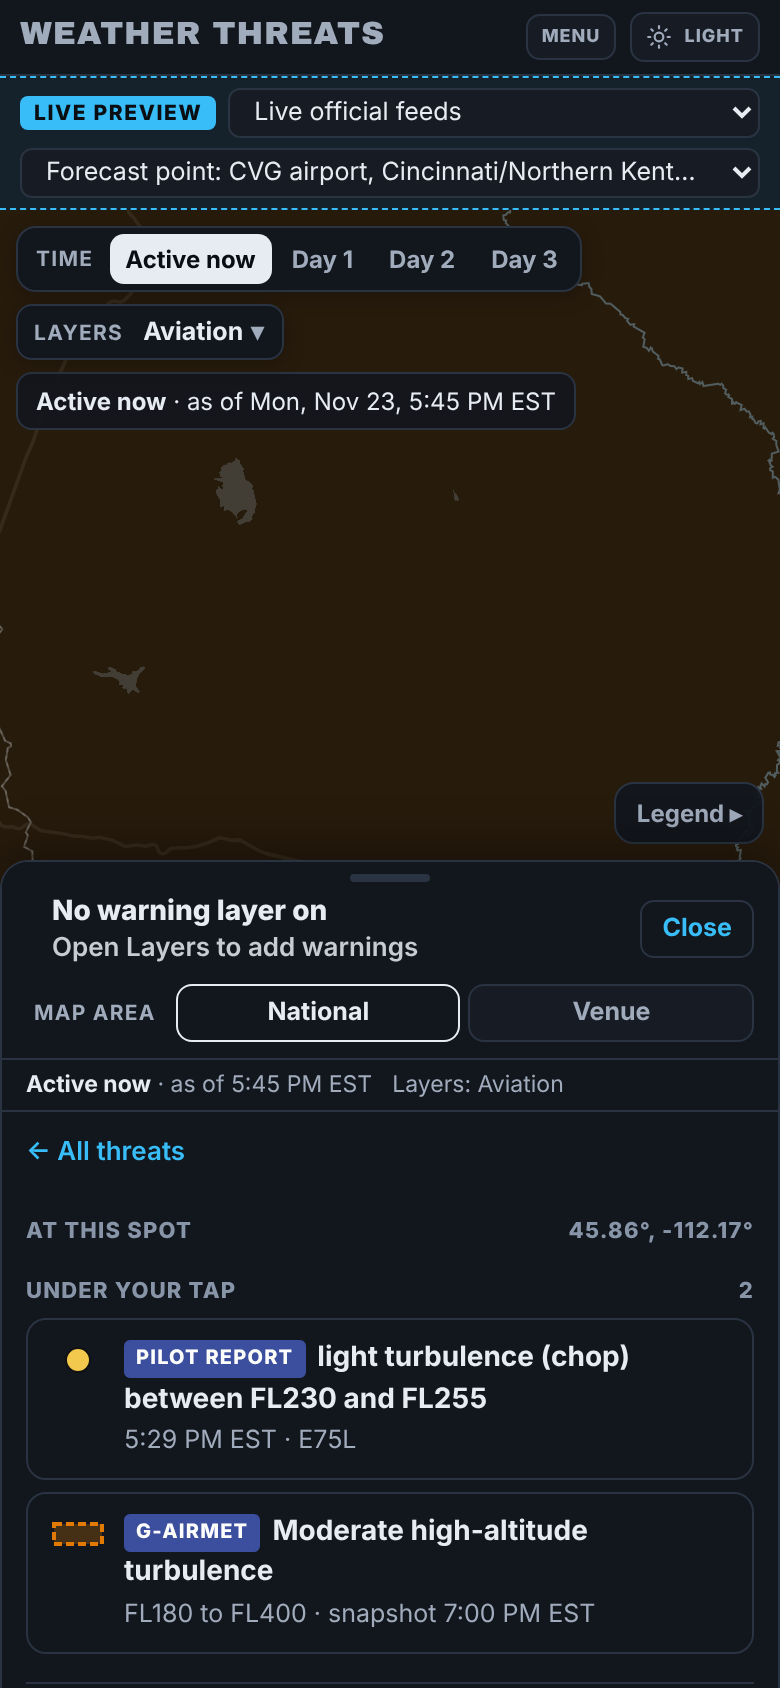 WEATHER THREATS
MENU
LIGHT
LIVE PREVIEW
Live official feeds
Forecast point: CVG airport, Cincinnati/Northern Kent...
TIME Active now Day 1 Day 2 Day 3
LAYERS Aviation ▾
Active now · as of Mon, Nov 23, 5:45 PM EST
Legend ▸
No warning layer on
Open Layers to add warnings
Close
MAP AREA National Venue
Active now · as of 5:45 PM EST Layers: Aviation
← All threats
AT THIS SPOT 45.86°, -112.17°
UNDER YOUR TAP 2
PILOT REPORT light turbulence (chop)
between FL230 and FL255
5:29 PM EST · E75L
G-AIRMET Moderate high-altitude
turbulence
FL180 to FL400 · snapshot 7:00 PM EST